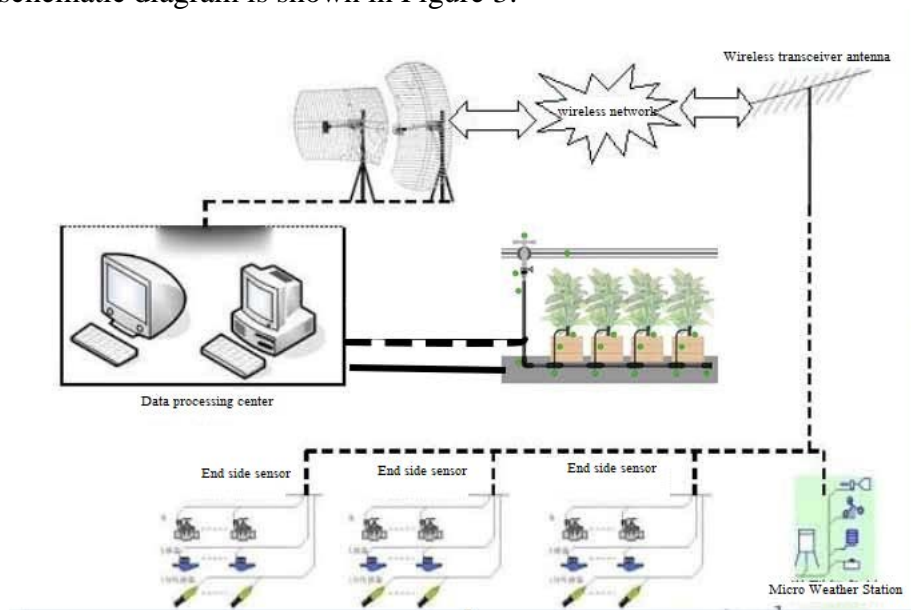 schematic diagram is shown in Figure 3.
Wireless transceiver antenna
wireless network
Data processing center
End side sensor
End side sensor
End side sensor
Micro Weather Station